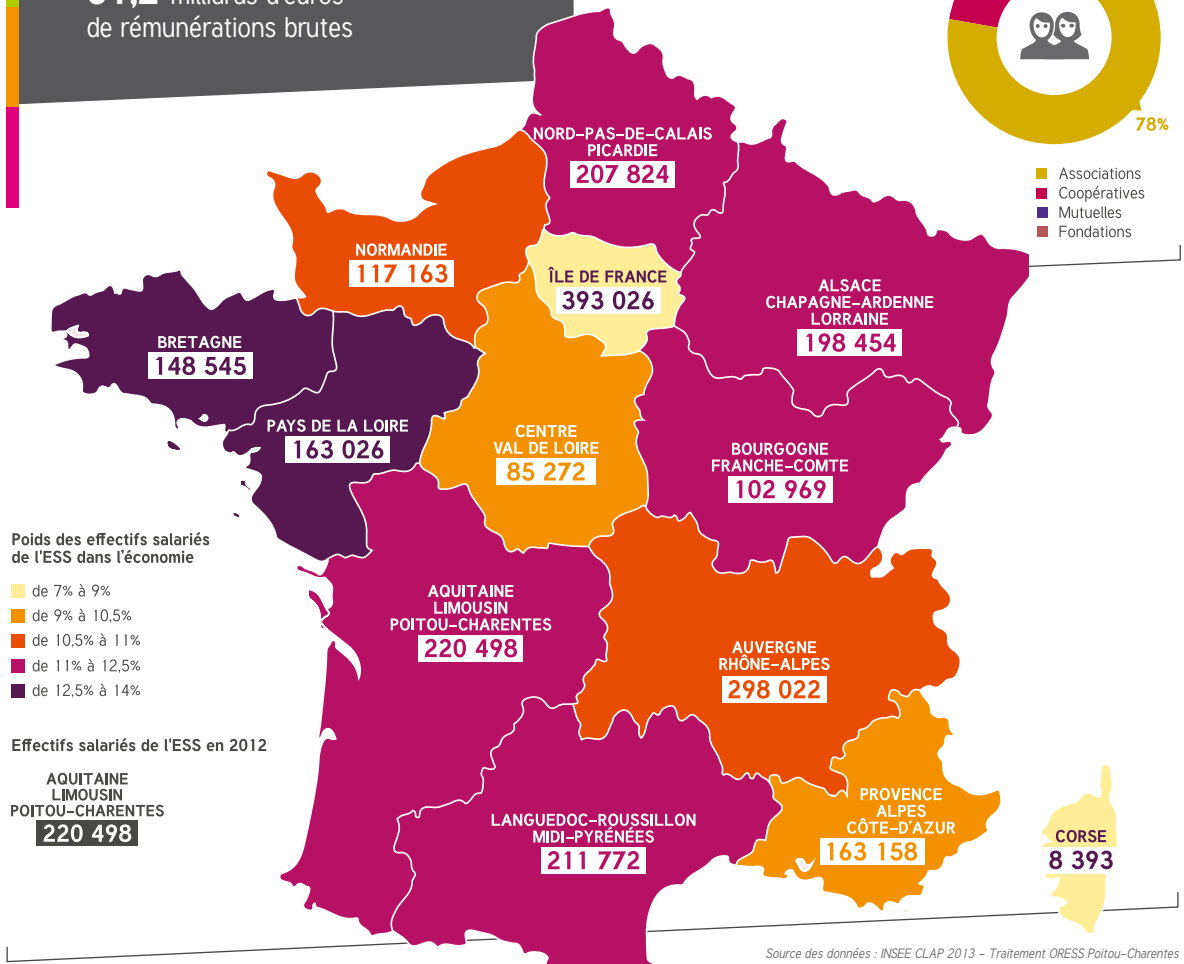 milliards d'euros
de rémunérations brutes
78%
Associations
Coopératives
Mutuelles
Fondations
NORD-PAS-DE-CALAIS
PICARDIE
207 824
NORMANDIE
117 163
ÎLE DE FRANCE
393 026
ALSACE
CHAPAGNE-ARDENNE
LORRAINE
198 454
BRETAGNE
148 545
PAYS DE LA LOIRE
163 026
CENTRE
VAL DE LOIRE
85 272
BOURGOGNE
FRANCHE-COMTE
102 969
Poids des effectifs salariés
de l'ESS dans l'économie
de 7% à 9%
de 9% à 10,5%
de 10,5% à 11%
de 11% à 12,5%
de 12,5% à 14%
AQUITAINE
LIMOUSIN
POITOU-CHARENTES
220 498
AUVERGNE
RHÔNE-ALPES
298 022
Effectifs salariés de l'ESS en 2012
AQUITAINE
LIMOUSIN
POITOU-CHARENTES
220 498
LANGUEDOC-ROUSSILLON
MIDI-PYRÉNÉES
211 772
PROVENCE
ALPES
CÔTE-D'AZUR
163 158
CORSE
8 393
Source des données : INSEE CLAP 2013 - Traitement ORESS Poitou-Charentes